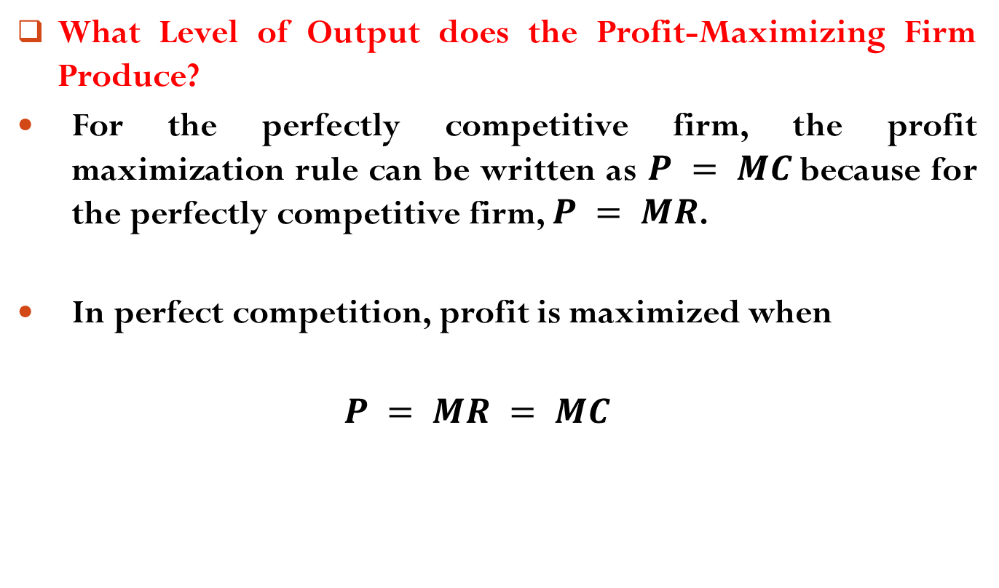 ❑ What Level of Output does the Profit-Maximizing Firm
Produce?
• For the perfectly competitive firm, the profit
maximization rule can be written as P = MC because for
the perfectly competitive firm, P = MR.
• In perfect competition, profit is maximized when
P = MR = MC